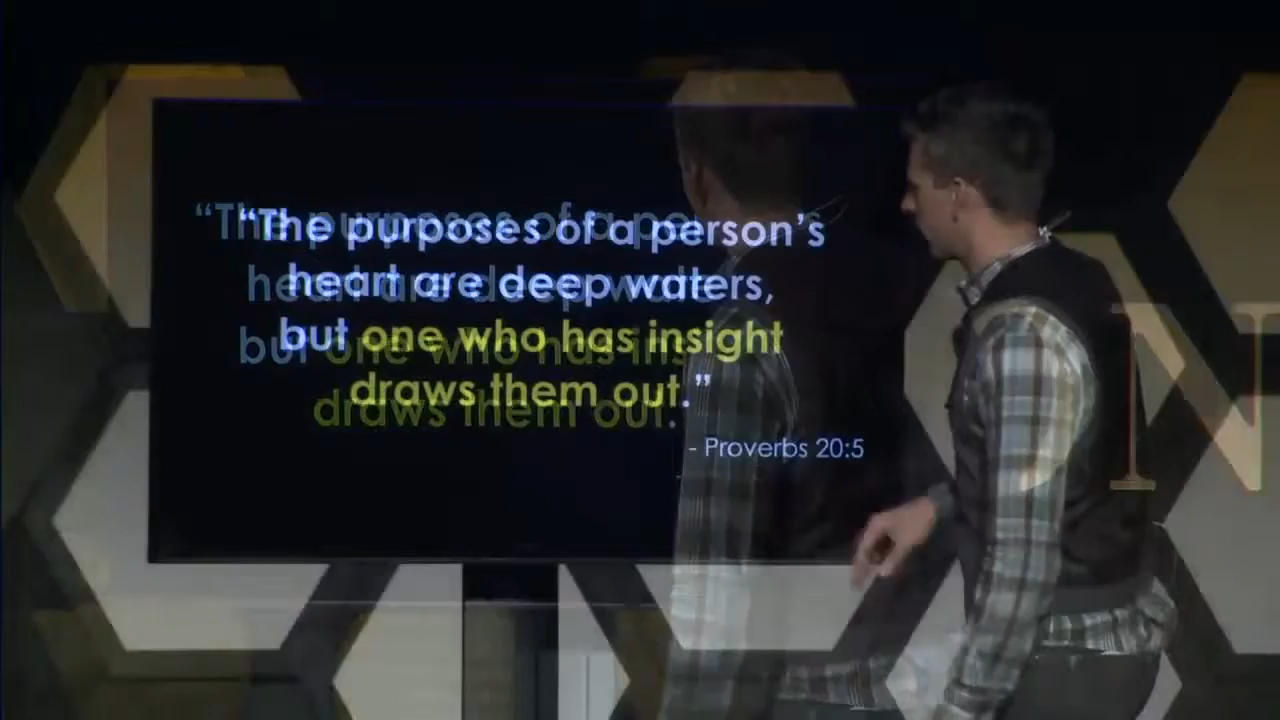 “The purposes of a person’s
heart are deep waters,
but one who has insight
draws them out.”
- Proverbs 20:5
N